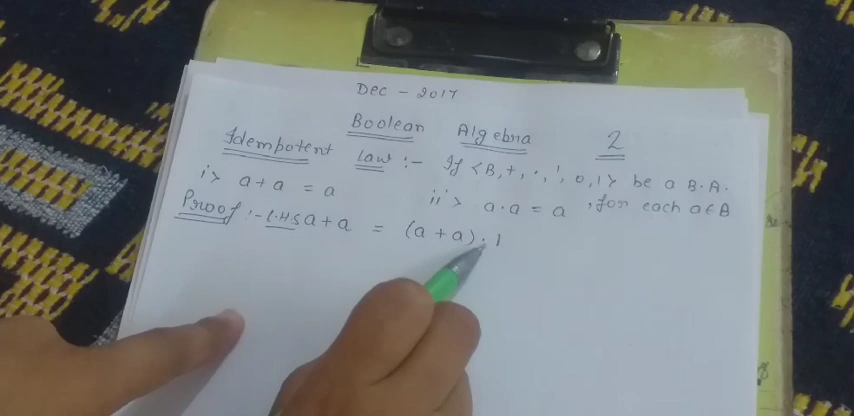 Dec - 2017
Boolean Algebra 2
Idempotent Law :- If <B, +, ·, ', 0, 1> be a B.A.
i> a + a = a ii> a · a = a , for each a ∈ B
Proof :- L.H.S a + a = (a + a) · 1